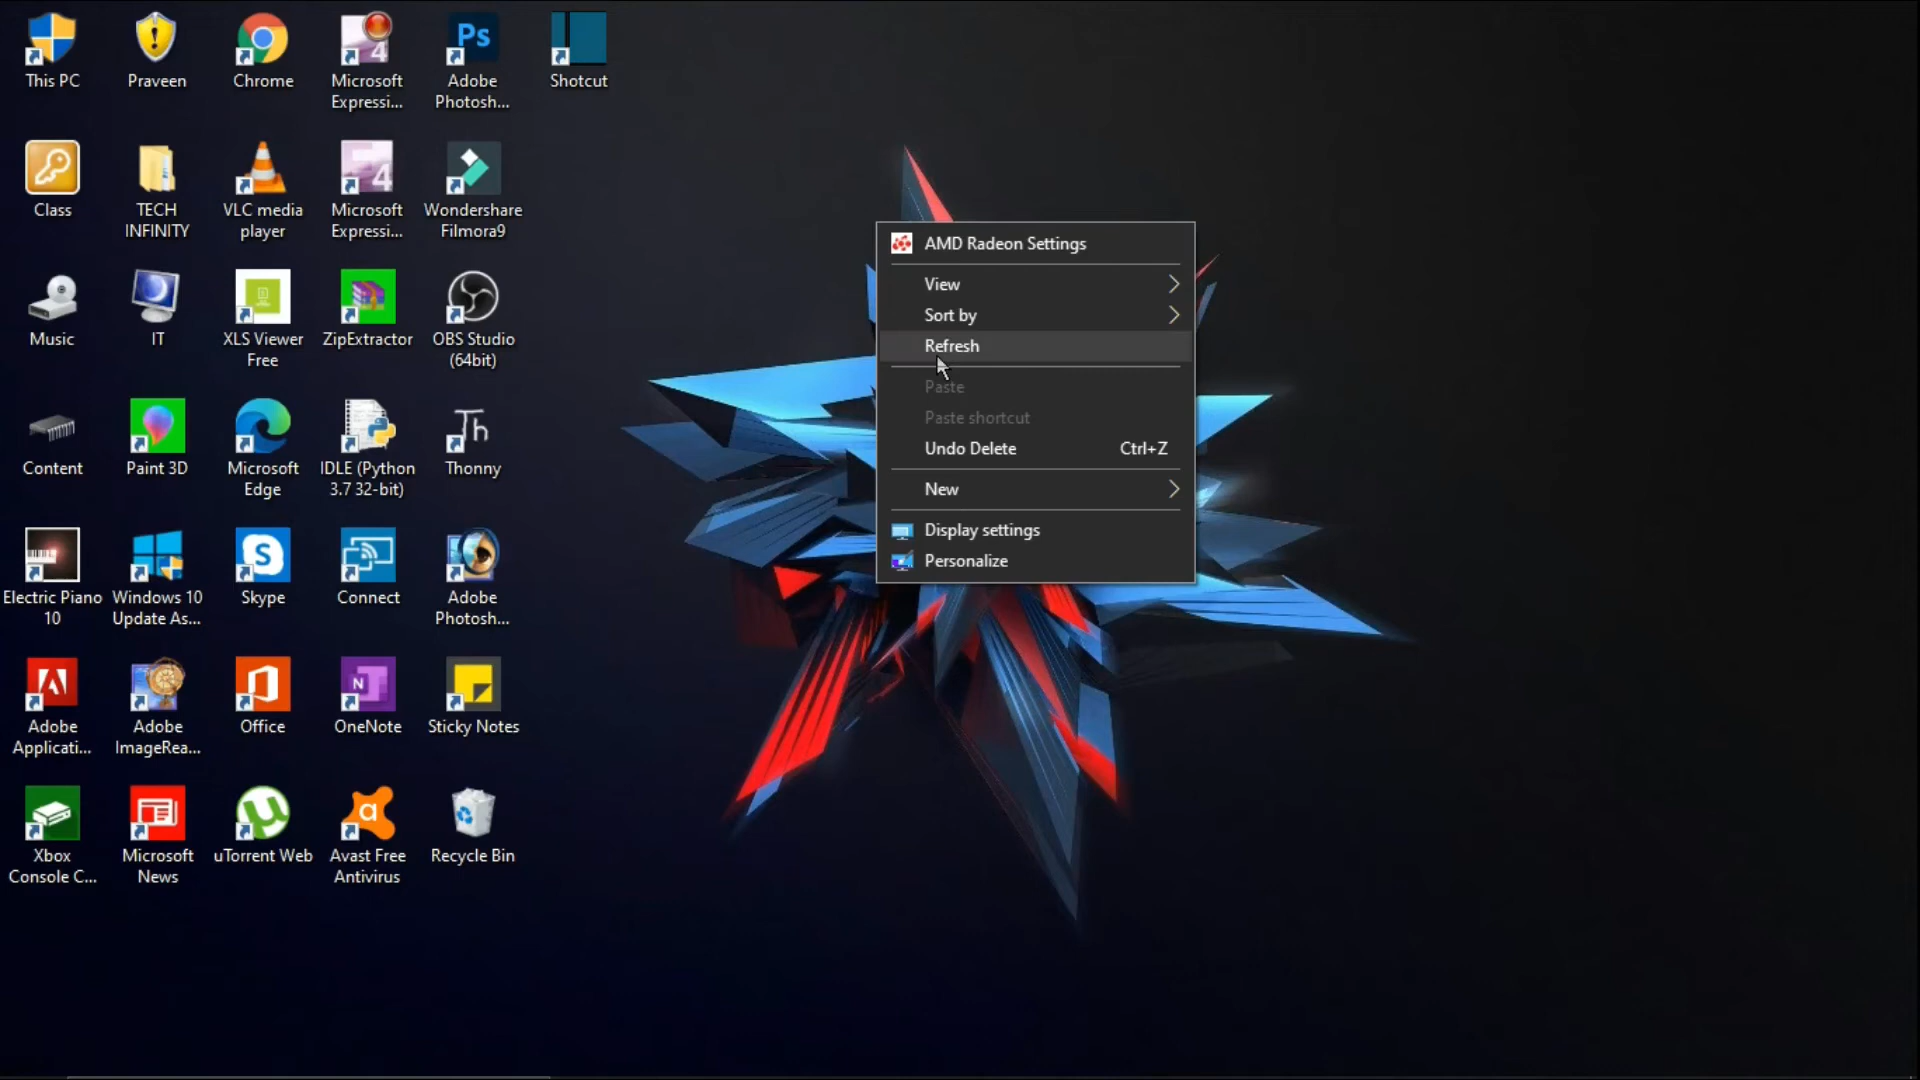 This PC
Praveen
Chrome
Microsoft
Expressi...
Ps
Adobe
Photosh...
Shotcut
Class
TECH
INFINITY
VLC media
player
4
Microsoft
Expressi...
Wondershare
Filmora9
Music
IT
XLS Viewer
Free
ZipExtractor
OBS Studio
(64bit)
Content
Paint 3D
Microsoft
Edge
IDLE (Python
3.7 32-bit)
Th
Thonny
Electric Piano
10
Windows 10
Update As...
S
Skype
Connect
Adobe
Photosh...
Adobe
Applicati...
Adobe
ImageRea...
Office
N
OneNote
Sticky Notes
Xbox
Console C...
Microsoft
News
uTorrent Web
a
Avast Free
Antivirus
Recycle Bin
AMD Radeon Settings
View
Sort by
Refresh
Paste
Paste shortcut
Undo Delete Ctrl+Z
New
Display settings
Personalize